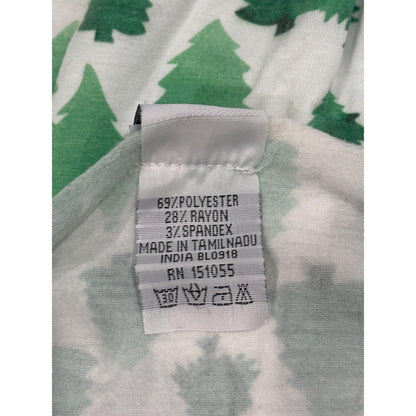 69%POLYESTER
28%RAYON
3%SPANDEX
MADE IN TAMILNADU
INDIA BL0918
RN 151055
30